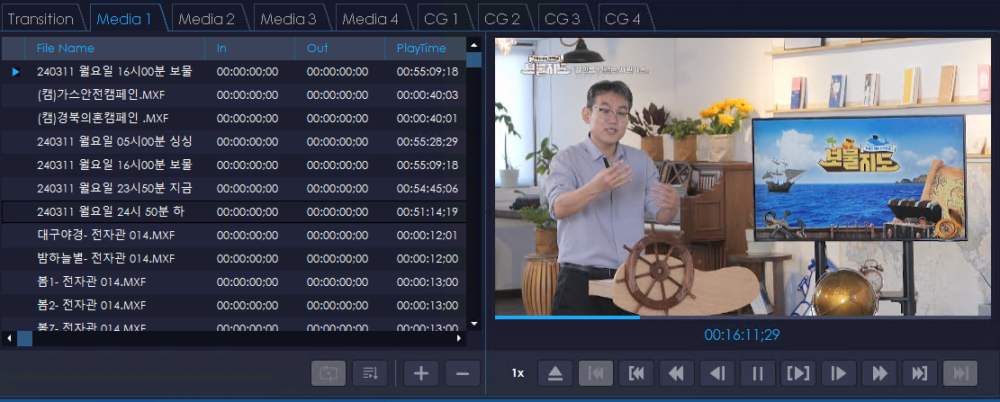 Transition Media 1 Media 2 Media 3 Media 4 CG 1 CG 2 CG 3 CG 4
File Name In Out PlayTime
240311 월요일 16시00분 보물 00:00:00;00 00:00:00;00 00:55:09;18
(캠)가스안전캠페인.MXF 00:00:00;00 00:00:00;00 00:00:40;03
(캠)경북의혼캠페인 .MXF 00:00:00;00 00:00:00;00 00:00:40;01
240311 월요일 05시00분 싱싱 00:00:00;00 00:00:00;00 00:55:28;29
240311 월요일 16시00분 보물 00:00:00;00 00:00:00;00 00:55:09;18
240311 월요일 23시50분 지금 00:00:00;00 00:00:00;00 00:54:45;06
240311 월요일 24시 50분 하 00:00:00;00 00:00:00;00 00:51:14;19
대구야경- 전자관 014.MXF 00:00:00;00 00:00:00;00 00:00:12;01
밤하늘별- 전자관 014.MXF 00:00:00;00 00:00:00;00 00:00:12;00
봄1- 전자관 014.MXF 00:00:00;00 00:00:00;00 00:00:13;00
봄2- 전자관 014.MXF 00:00:00;00 00:00:00;00 00:00:13;00
봄7- 전자관 014.MXF 00:00:00;00 00:00:00;00 00:00:13;00
보물지도
보물지도
00:16:11;29
1x